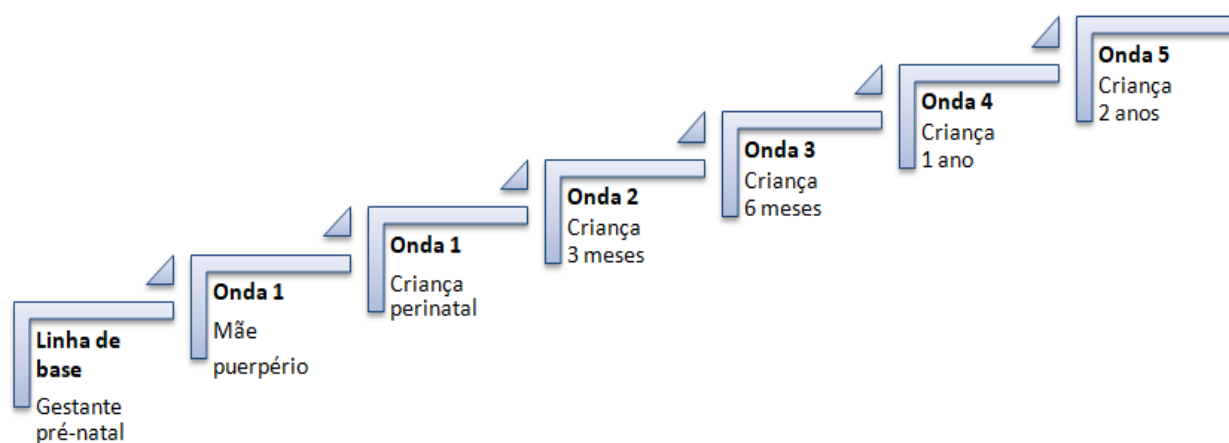 Linha de
base
Gestante
pré-natal
Onda 1
Mãe
puerpério
Onda 1
Criança
perinatal
Onda 2
Criança
3 meses
Onda 3
Criança
6 meses
Onda 4
Criança
1 ano
Onda 5
Criança
2 anos